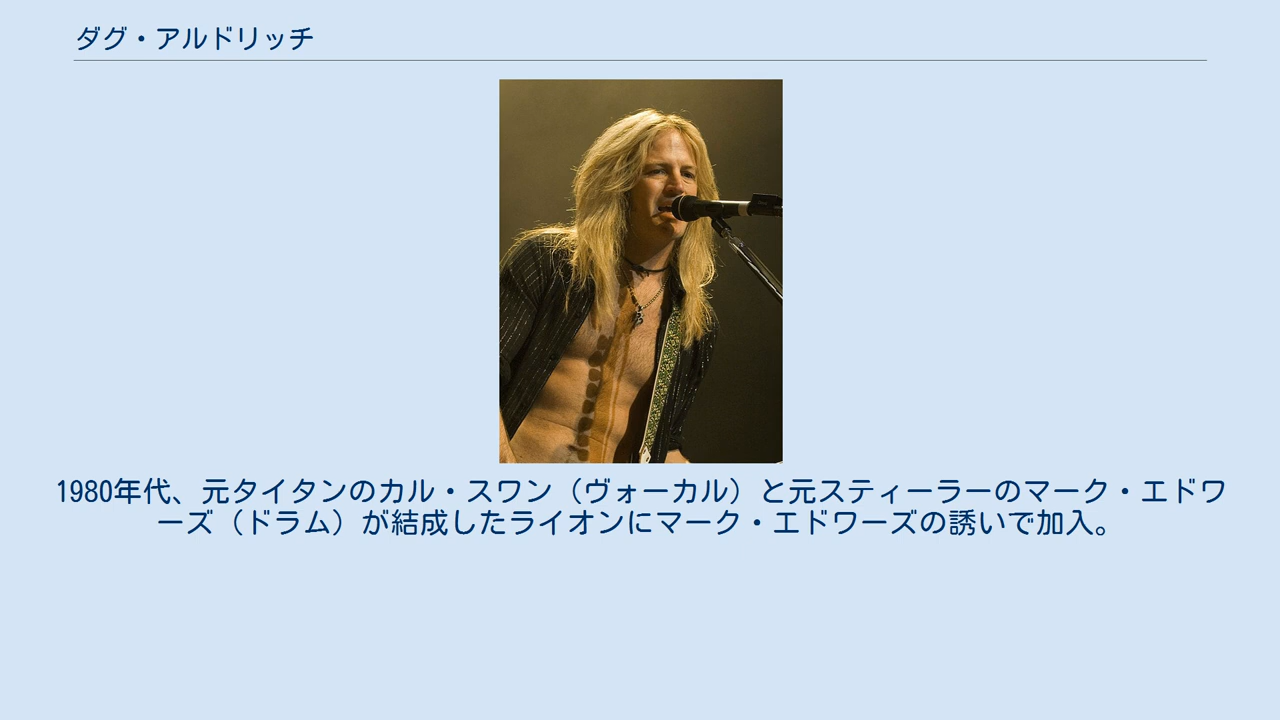 ダグ・アルドリッチ
1980年代、元タイタンのカル・スワン（ヴォーカル）と元スティーラーのマーク・エドワ
ーズ（ドラム）が結成したライオンにマーク・エドワーズの誘いで加入。